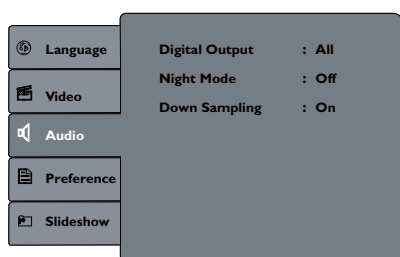 Language
Video
Audio
Preference
Slideshow
Digital Output : All
Night Mode : Off
Down Sampling : On